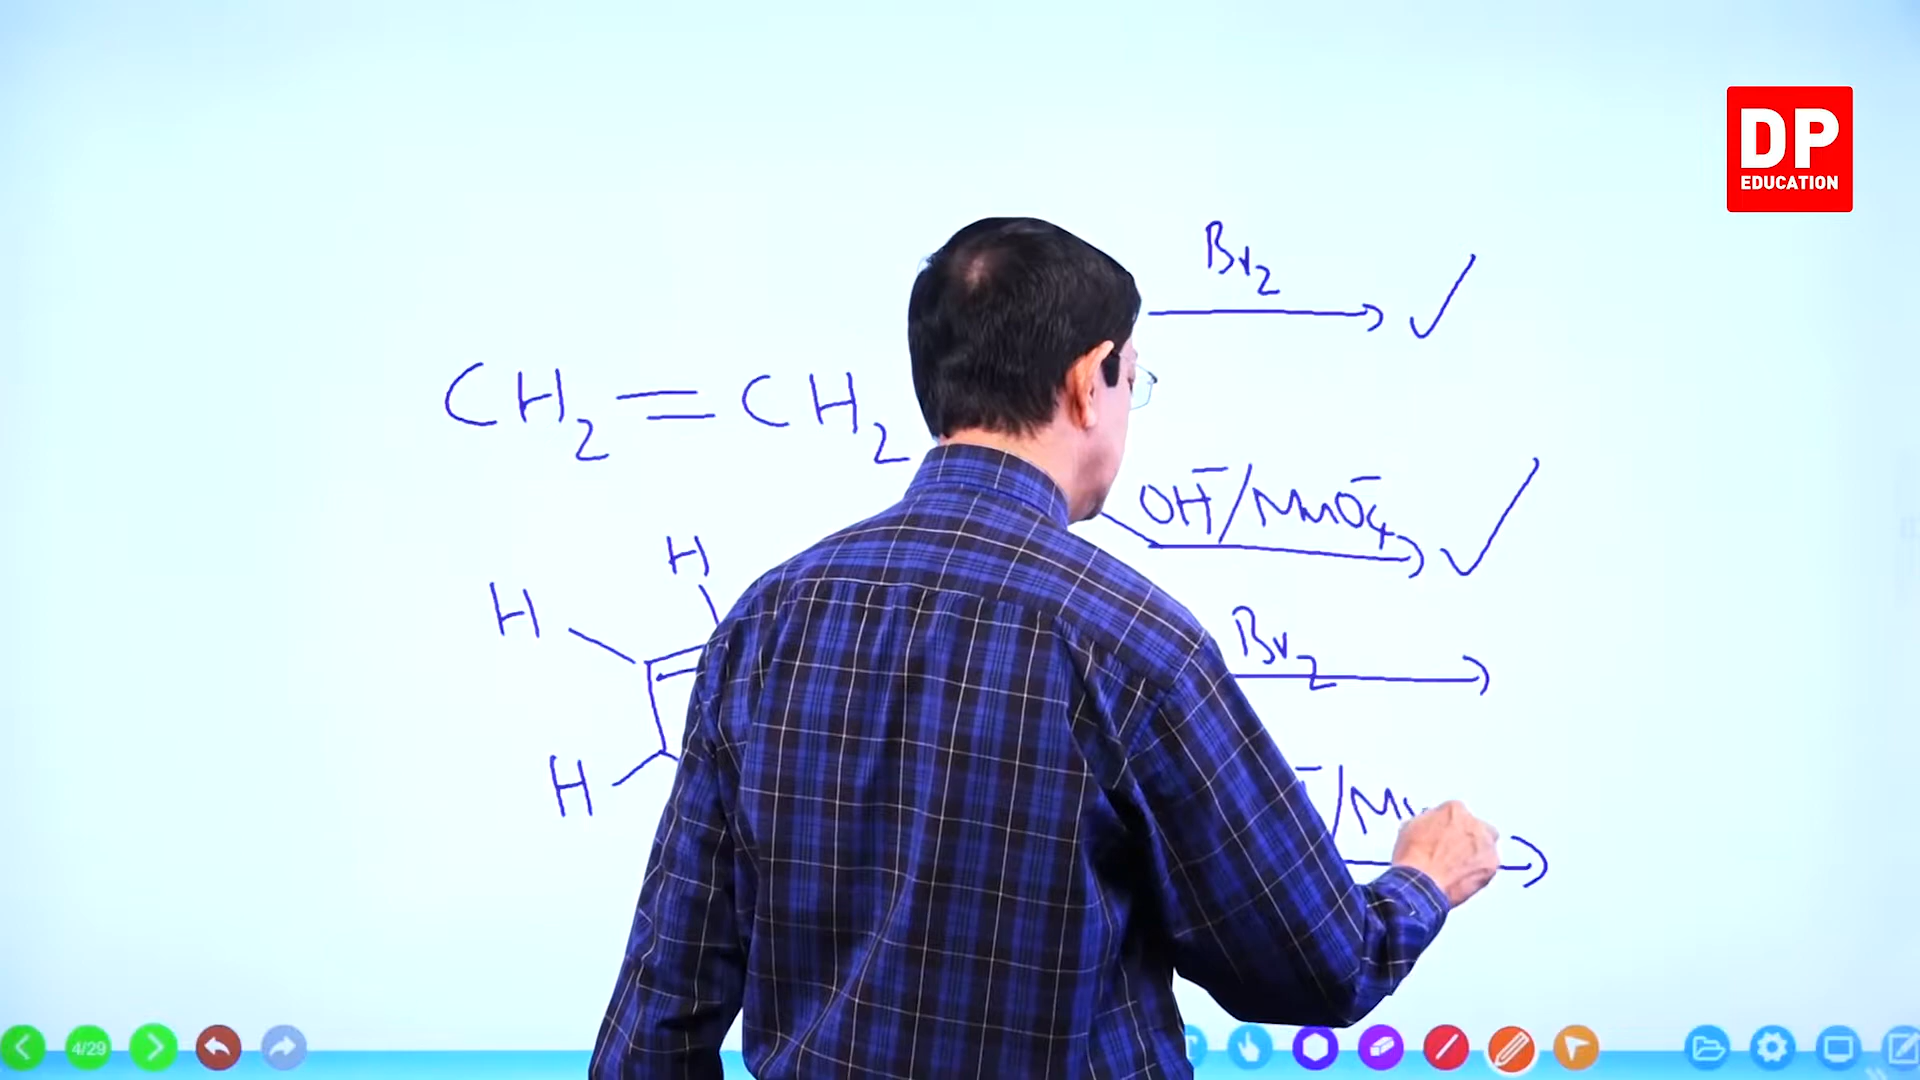 DP
EDUCATION
Br2
CH2=CH2
OH⁻/MnO4⁻
H
H
Br2
H
4/29